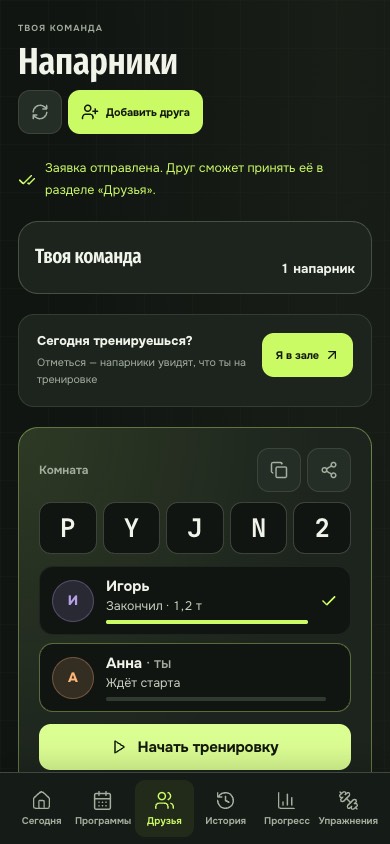 ТВОЯ КОМАНДА
Напарники
Добавить друга
Заявка отправлена. Друг сможет принять её в
разделе «Друзья».
Твоя команда
1 напарник
Сегодня тренируешься?
Отметься — напарники увидят, что ты на
тренировке
Я в зале
Комната
P Y J N 2
И
Игорь
Закончил · 1,2 т
А
Анна · ты
Ждёт старта
Начать тренировку
Сегодня Программы Друзья История Прогресс Упражнения